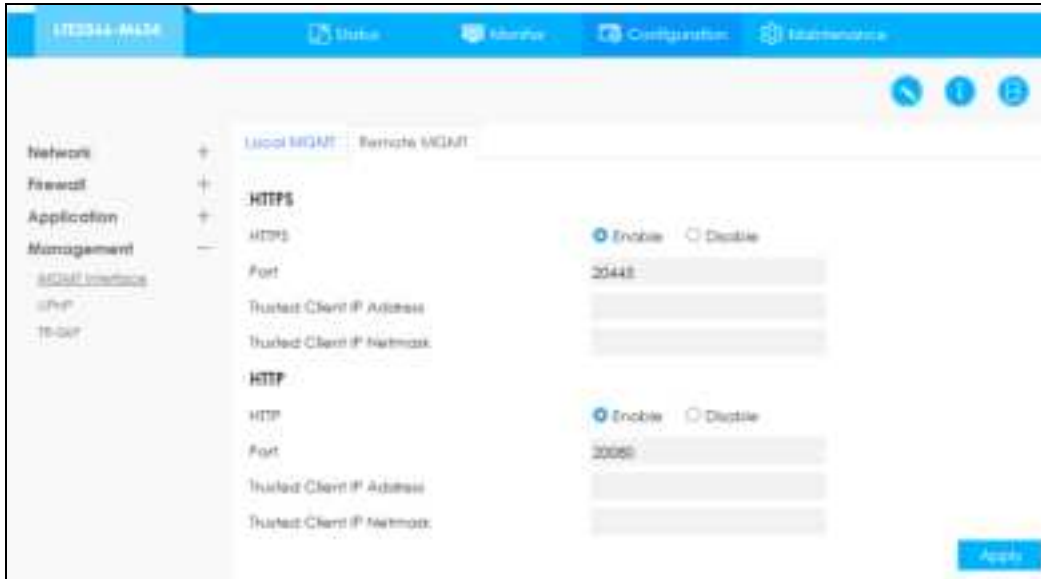 Status Monitor Configuration Maintenance
Local MGMT Remote MGMT
Network
Firewall
Application
Management
MGMT Interface
UPnP
TR-069
HTTPS
HTTPS Enable Disable
Port 20443
Trusted Client IP Address
Trusted Client IP Netmask
HTTP
HTTP Enable Disable
Port 20080
Trusted Client IP Address
Trusted Client IP Netmask
Apply